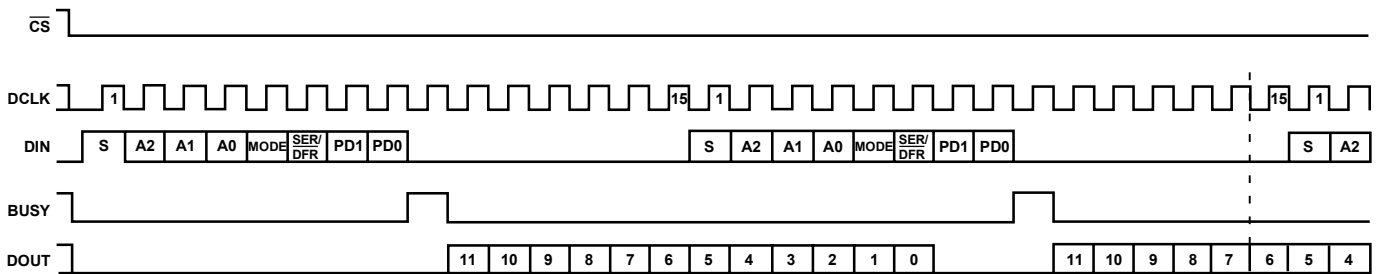 CS
DCLK 1 15 1 15 1
DIN S A2 A1 A0 MODE SER/DFR PD1 PD0 S A2 A1 A0 MODE SER/DFR PD1 PD0 S A2
BUSY
DOUT 11 10 9 8 7 6 5 4 3 2 1 0 11 10 9 8 7 6 5 4